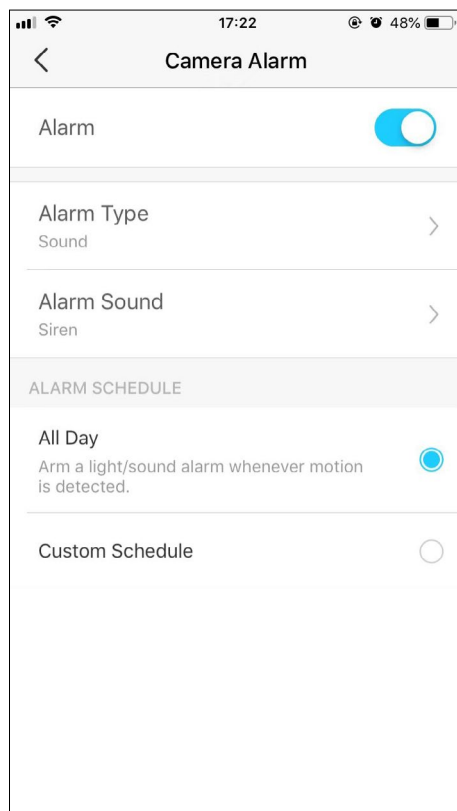 17:22
48%
Camera Alarm
Alarm
Alarm Type
Sound
Alarm Sound
Siren
ALARM SCHEDULE
All Day
Arm a light/sound alarm whenever motion
is detected.
Custom Schedule